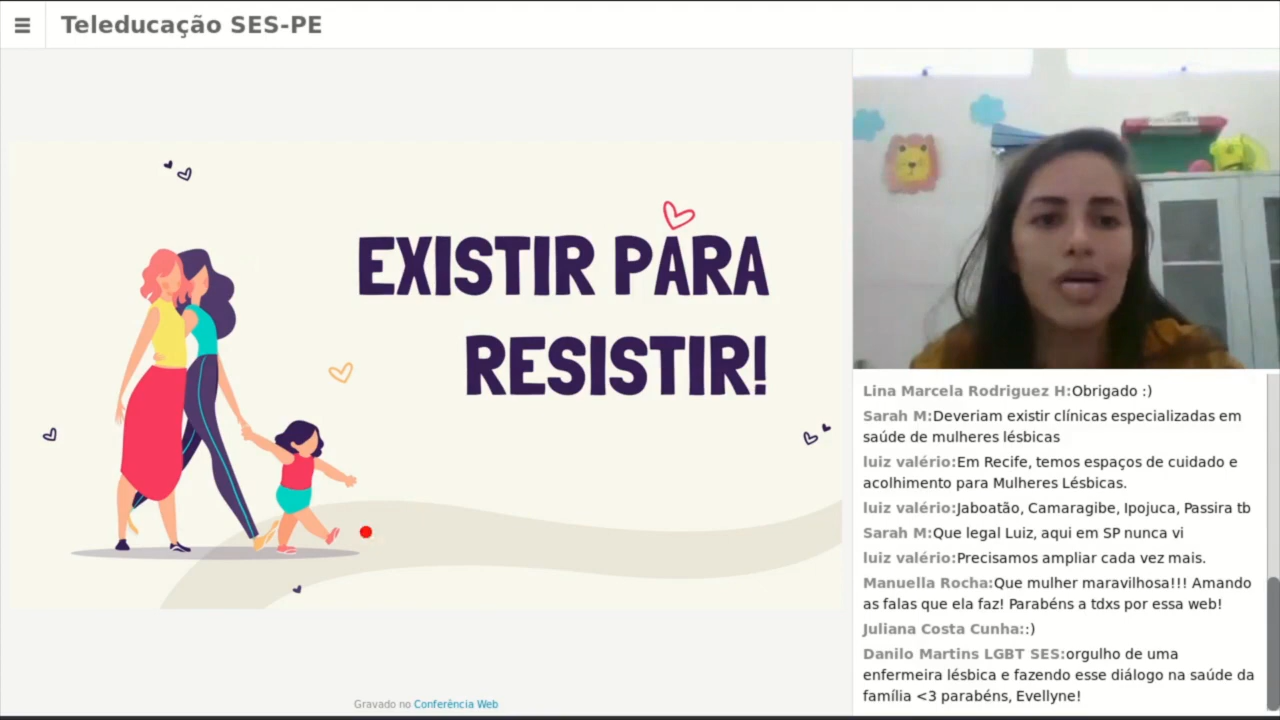 Teleducação SES-PE
EXISTIR PARA
RESISTIR!
Gravado no Conferência Web
Lina Marcela Rodriguez H:Obrigado :)
Sarah M:Deveriam existir clínicas especializadas em
saúde de mulheres lésbicas
luiz valério:Em Recife, temos espaços de cuidado e
acolhimento para Mulheres Lésbicas.
luiz valério:Jaboatão, Camaragibe, Ipojuca, Passira tb
Sarah M:Que legal Luiz, aqui em SP nunca vi
luiz valério:Precisamos ampliar cada vez mais.
Manuella Rocha:Que mulher maravilhosa!!! Amando
as falas que ela faz! Parabéns a tdxs por essa web!
Juliana Costa Cunha::)
Danilo Martins LGBT SES:orgulho de uma
enfermeira lésbica e fazendo esse diálogo na saúde da
família <3 parabéns, Evellyne!